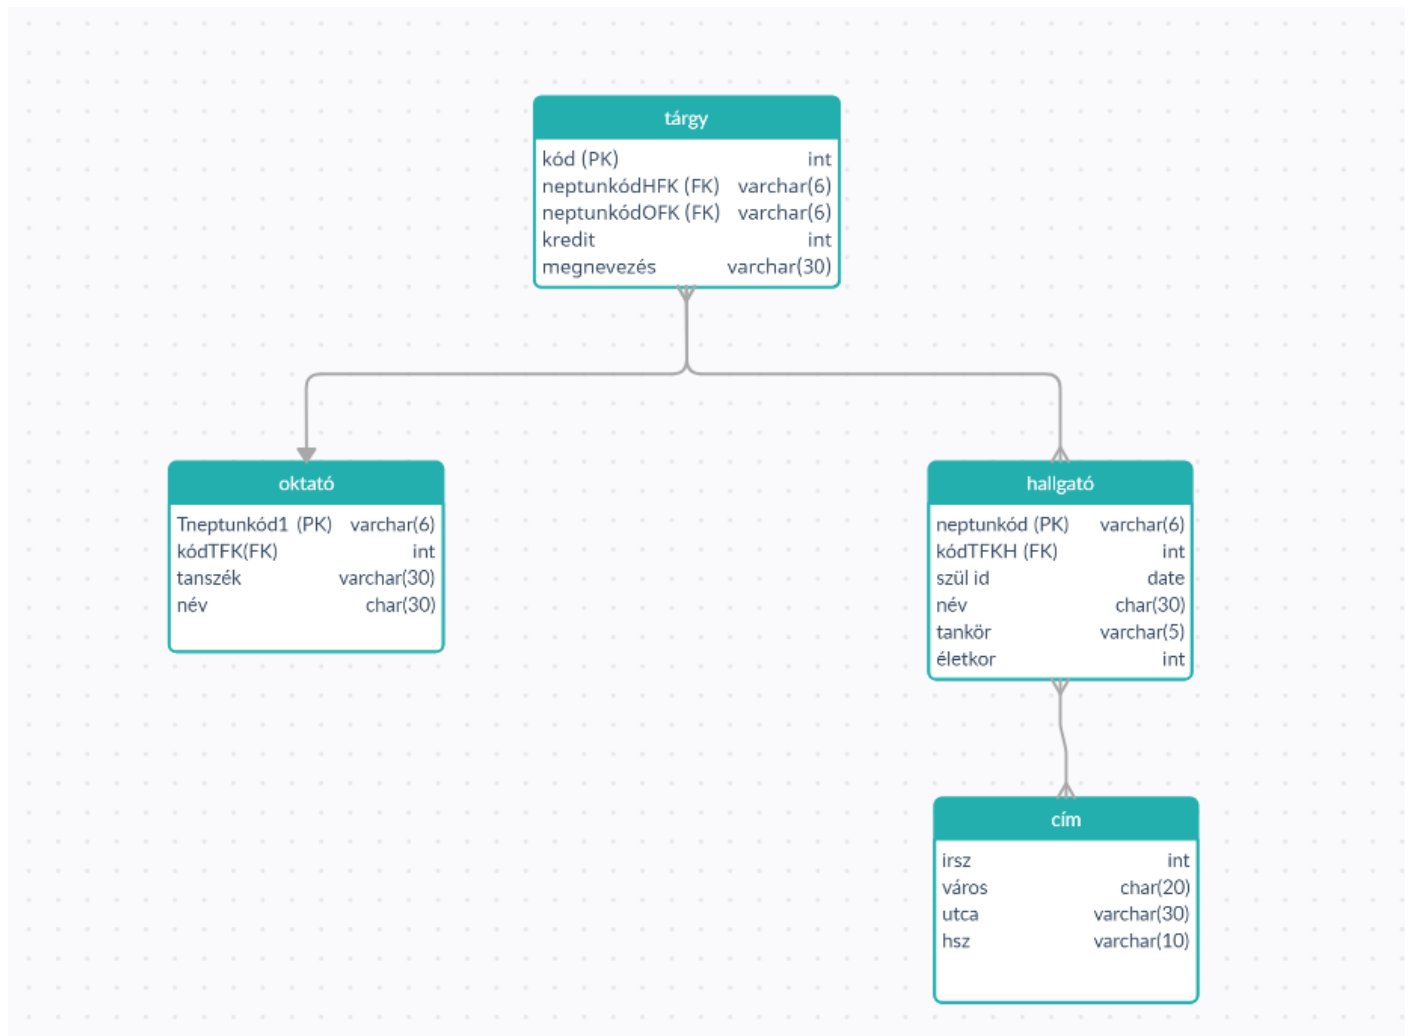 tárgy
kód (PK) int
neptunkódHFK (FK) varchar(6)
neptunkódOFK (FK) varchar(6)
kredit int
megnevezés varchar(30)
oktató
Tneptunkód1 (PK) varchar(6)
kódTFK(FK) int
tanszék varchar(30)
név char(30)
hallgató
neptunkód (PK) varchar(6)
kódTFKH (FK) int
szül id date
név char(30)
tankör varchar(5)
életkor int
cím
irsz int
város char(20)
utca varchar(30)
hsz varchar(10)